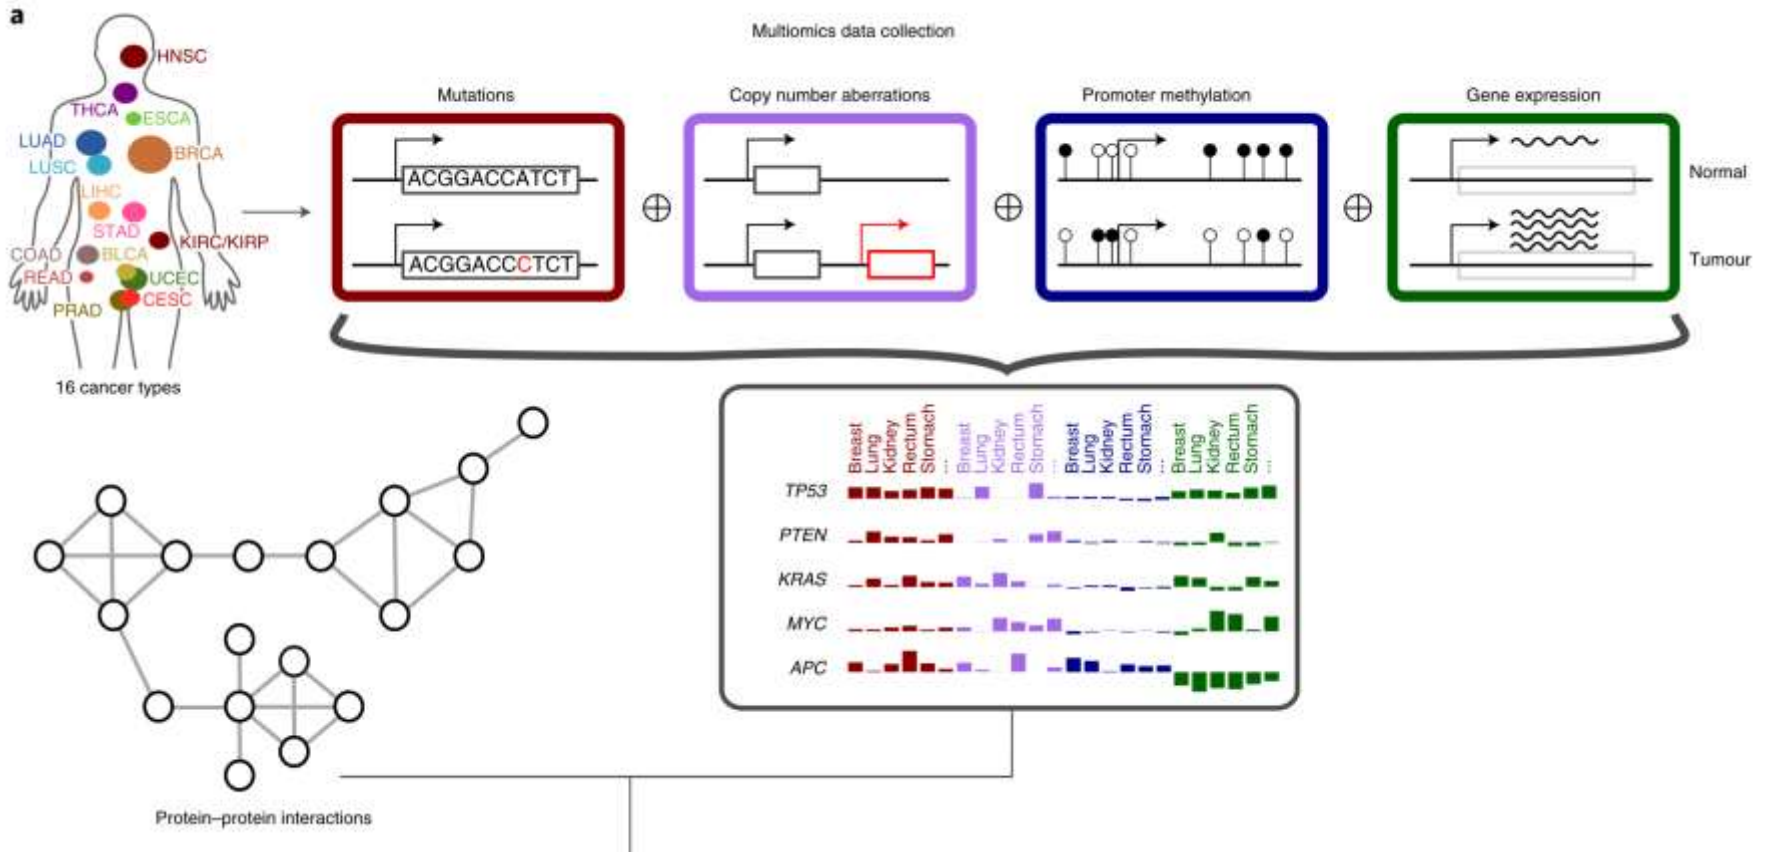 a
Multiomics data collection
HNSC
THCA
ESCA
LUAD
BRCA
LUSC
LIHC
STAD
KIRC/KIRP
COAD
BLCA
READ
UCEC
CESC
PRAD
16 cancer types
Mutations
Copy number aberrations
Promoter methylation
Gene expression
ACGGACCATCT
ACGGACCCTCT
Normal
Tumour
Breast
Lung
Kidney
Rectum
Stomach
...
Breast
Lung
Kidney
Rectum
Stomach
...
Breast
Lung
Kidney
Rectum
Stomach
...
Breast
Lung
Kidney
Rectum
Stomach
...
TP53
PTEN
KRAS
MYC
APC
Protein–protein interactions